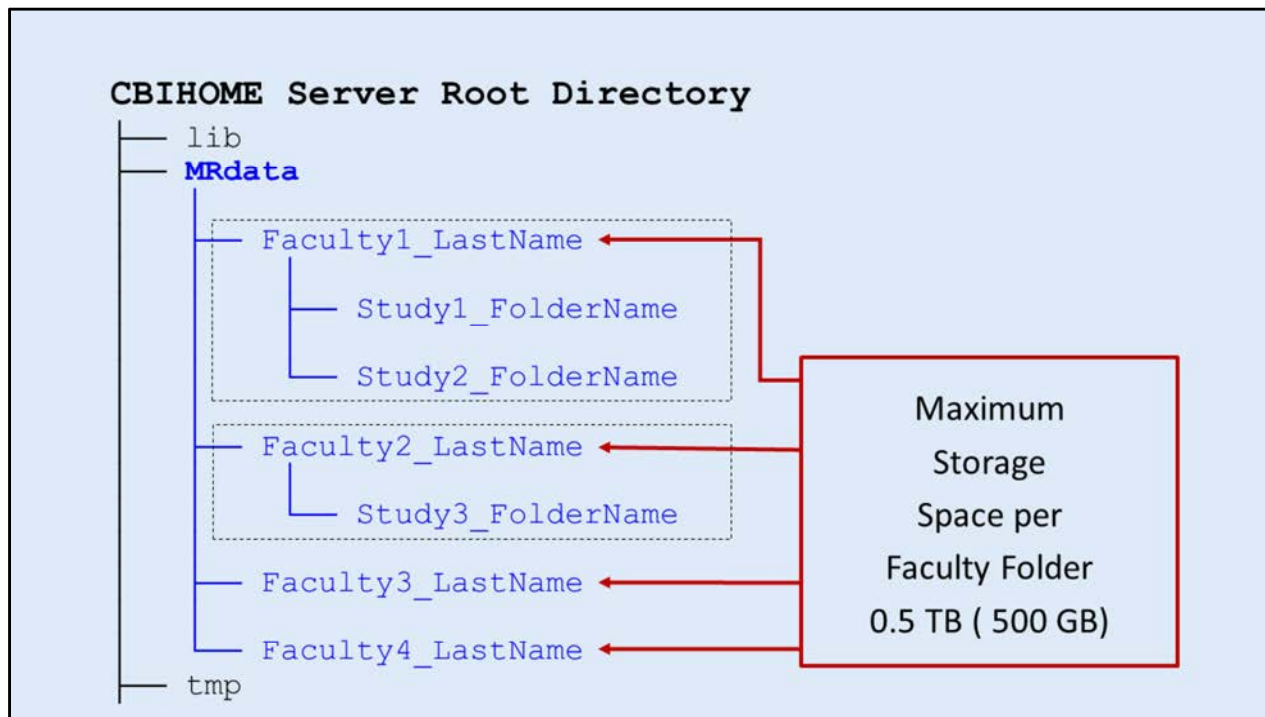 CBIHOME Server Root Directory
lib
MRdata
Faculty1_LastName
Study1_FolderName
Study2_FolderName
Faculty2_LastName
Study3_FolderName
Faculty3_LastName
Faculty4_LastName
tmp
Maximum
Storage
Space per
Faculty Folder
0.5 TB ( 500 GB)